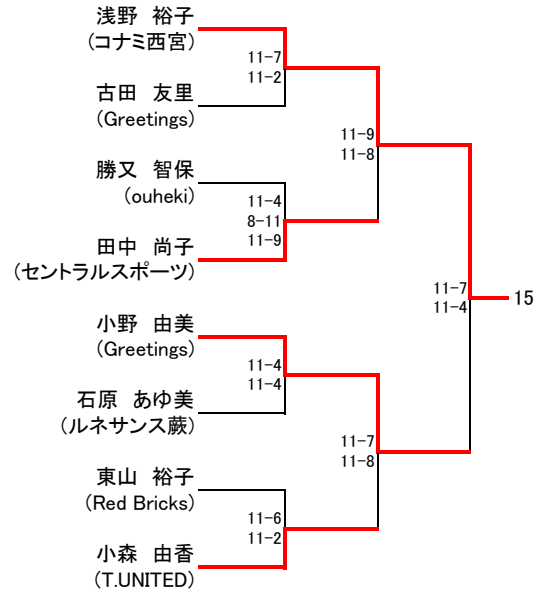 浅野　裕子
(コナミ西宮)
11-7
11-2
古田　友里
(Greetings)
11-9
11-8
勝又　智保
(ouheki)
11-4
8-11
11-9
田中　尚子
(セントラルスポーツ)
11-7
11-4
15
小野　由美
(Greetings)
11-4
11-4
石原　あゆ美
(ルネサンス蕨)
11-7
11-8
東山　裕子
(Red Bricks)
11-6
11-2
小森　由香
(T.UNITED)